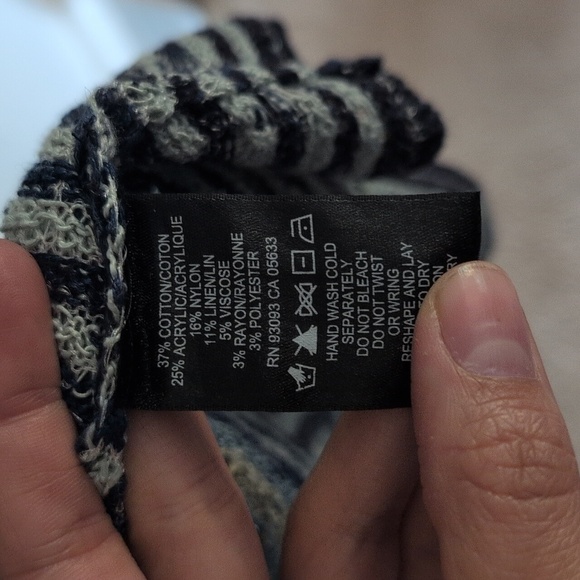 37% COTTON/COTON
25% ACRYLIC/ACRYLIQUE
16% NYLON
11% LINEN/LIN
5% VISCOSE
3% RAYON/RAYONNE
3% POLYESTER
RN 93093 CA 05633
HAND WASH COLD
SEPARATELY
DO NOT BLEACH
DO NOT TWIST
OR WRING
RESHAPE AND LAY
DRY